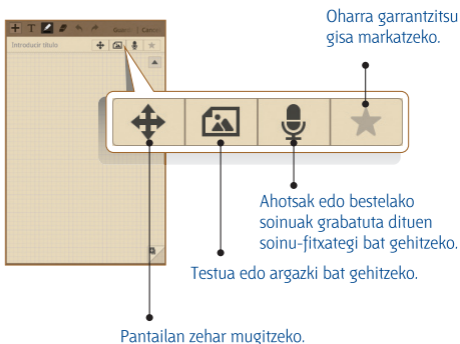 Oharra garrantzitsu
gisa markatzeko.
T
Introducir título
Ahotsak edo bestelako
soinuak grabatuta dituen
soinu-fitxategi bat gehitzeko.
Testua edo argazki bat gehitzeko.
Pantailan zehar mugitzeko.